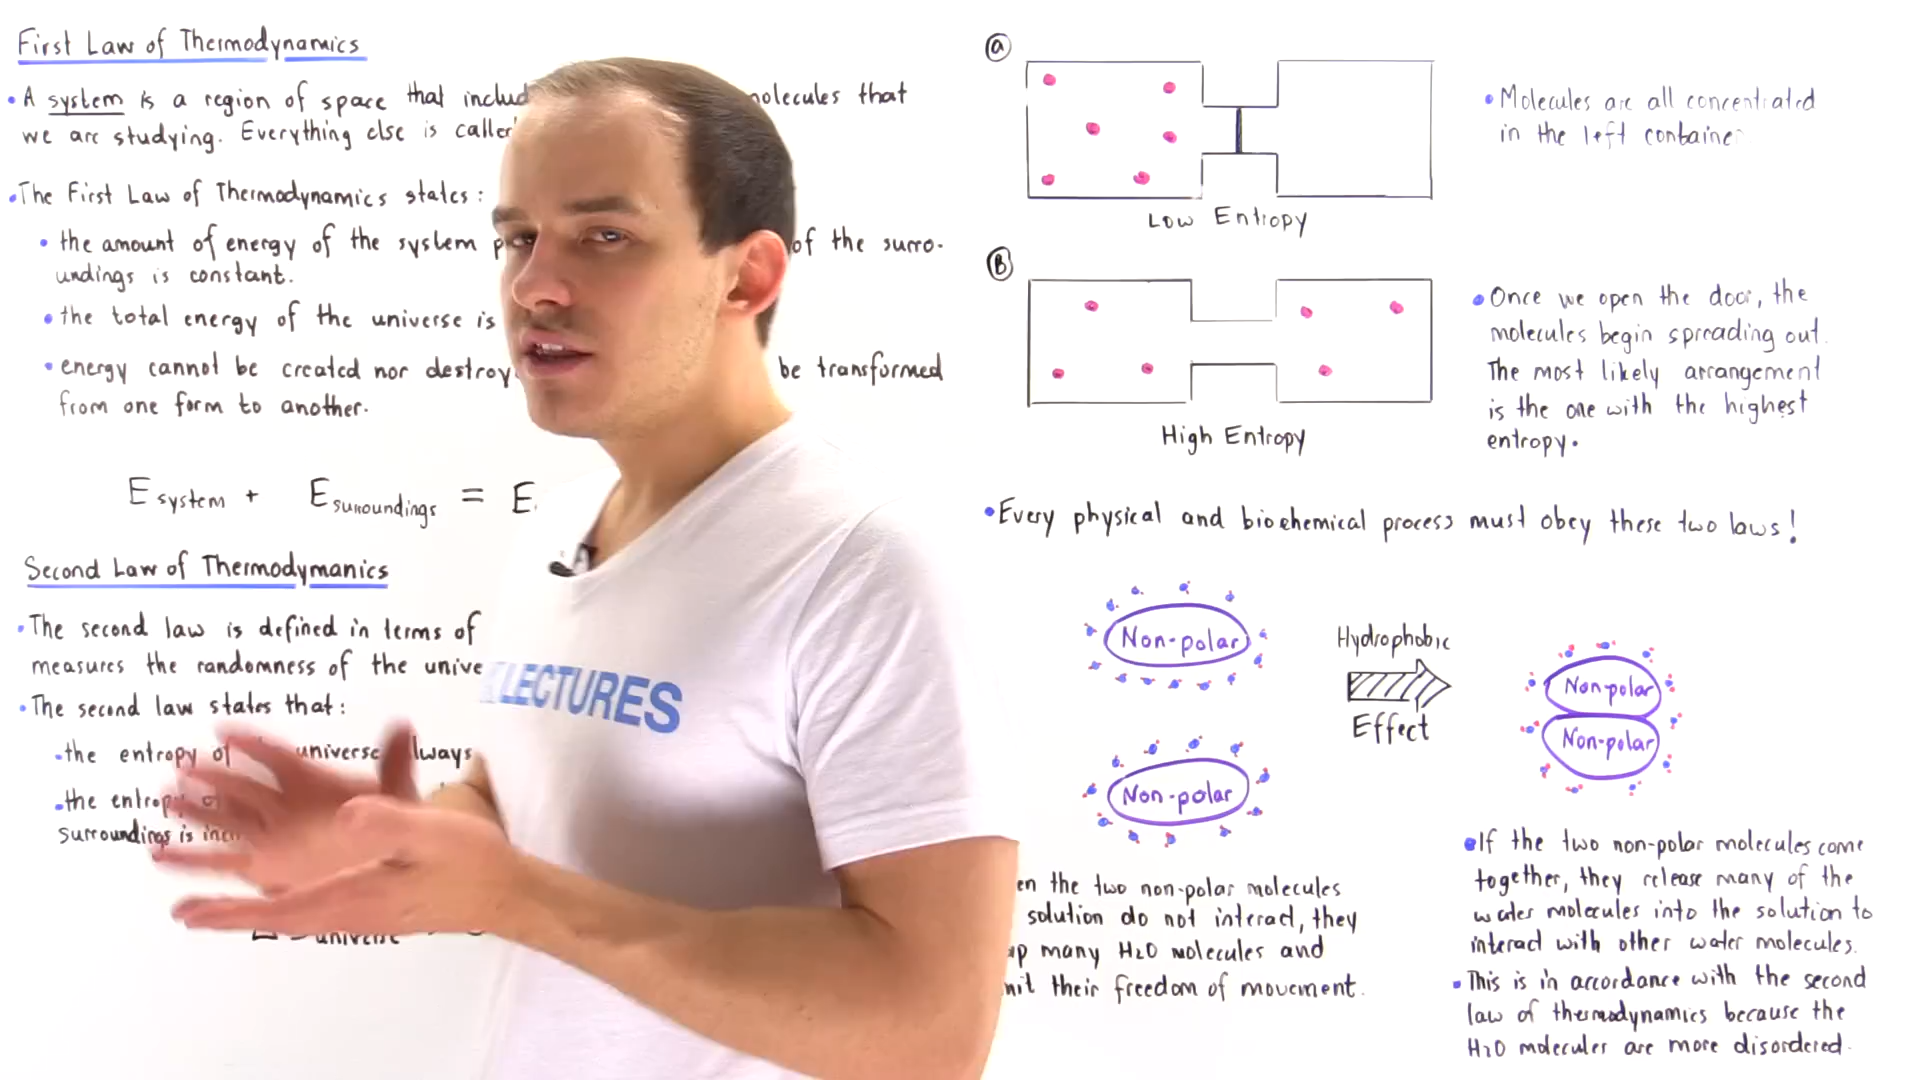 First Law of Thermodynamics
• A system is a region of space that molecules that
we are studying. Everything else is
• The First Law of Thermodynamics states:
• the amount of energy of the system of the surro-
undings is constant.
• the total energy of the universe is
• energy cannot be created nor be transformed
from one form to another.
E system + E surroundings = E
Second Law of Thermodymanics
• The second law is defined in terms of
measures the randomness of the
• The second law states that:
• the entropy of universe
• the entropy
surroundings is
universe
LECTURES
A
Low Entropy
• Molecules are all concentrated
in the left
B
High Entropy
• Once we open the door, the
molecules begin spreading out.
The most likely arrangement
is the one with the highest
entropy.
• Every physical and biochemical process must obey these two laws!
Non-polar
Non-polar
Hydrophobic
Effect
Non-polar
Non-polar
the two non-polar molecules
solution do not interact, they
many H2O molecules and
their freedom of movement.
• If the two non-polar molecules come
together, they release many of the
water molecules into the solution to
interact with other water molecules.
• This is in accordance with the second
law of thermodynamics because the
H2O molecules are more disordered.